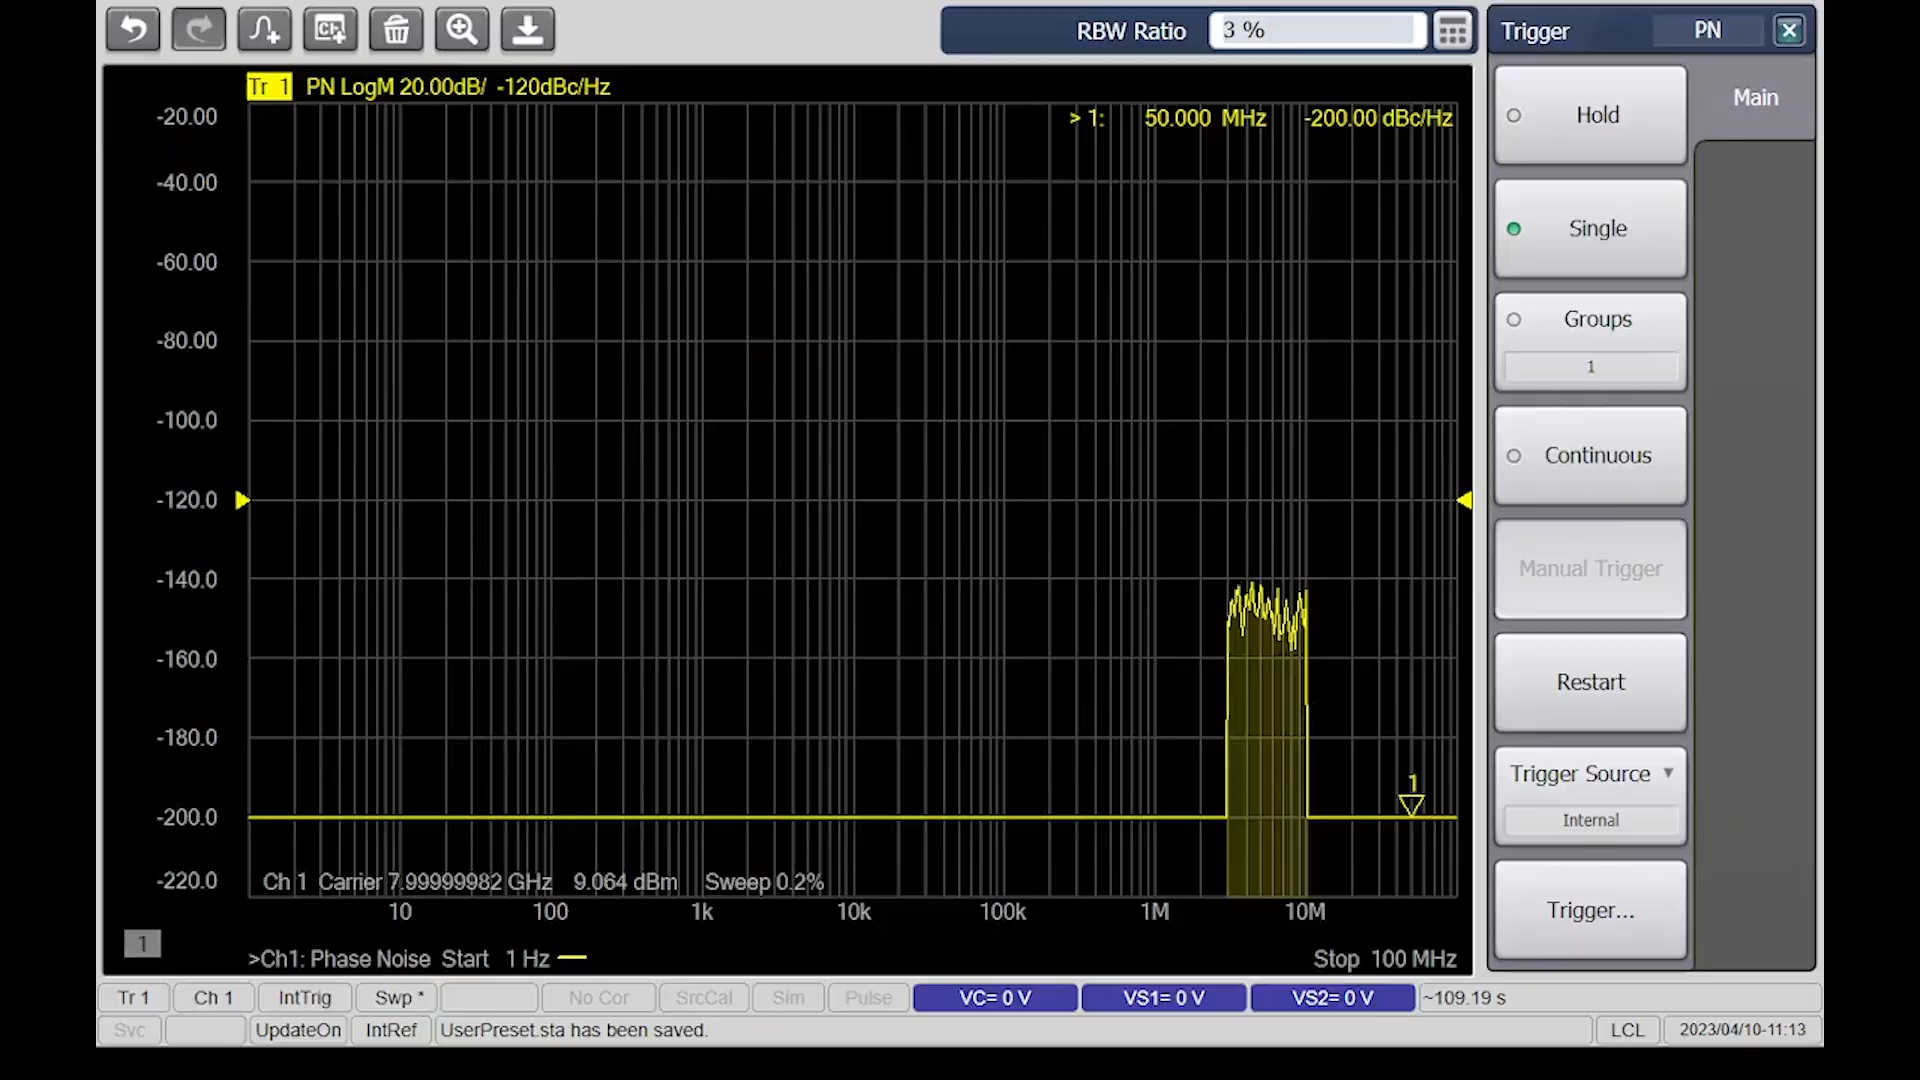 RBW Ratio 3 %
Trigger PN
Tr 1 PN LogM 20.00dB/ -120dBc/Hz
> 1: 50.000 MHz -200.00 dBc/Hz
-20.00
-40.00
-60.00
-80.00
-100.0
-120.0
-140.0
-160.0
-180.0
-200.0
-220.0
1
Ch 1 Carrier 7.99999982 GHz 9.064 dBm Sweep 0.2%
10 100 1k 10k 100k 1M 10M
1
>Ch1: Phase Noise Start 1 Hz Stop 100 MHz
Main
Hold
Single
Groups
1
Continuous
Manual Trigger
Restart
Trigger Source
Internal
Trigger...
Tr 1 Ch 1 IntTrig Swp * No Cor SrcCal Sim Pulse VC= 0 V VS1= 0 V VS2= 0 V ~109.19 s
Svc UpdateOn IntRef UserPreset.sta has been saved. LCL 2023/04/10-11:13